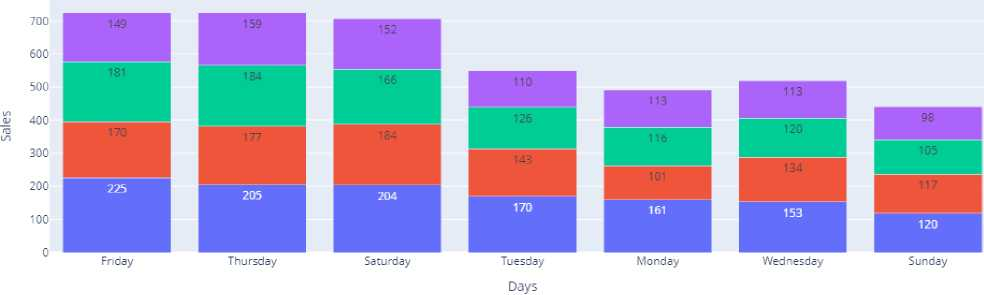 700
600
500
400
300
200
100
0
Sales
149 159 152 110 113 113 98
181 184 166 126 116 120 105
170 177 184 143 101 134 117
225 205 204 170 161 153 120
Friday Thursday Saturday Tuesday Monday Wednesday Sunday
Days